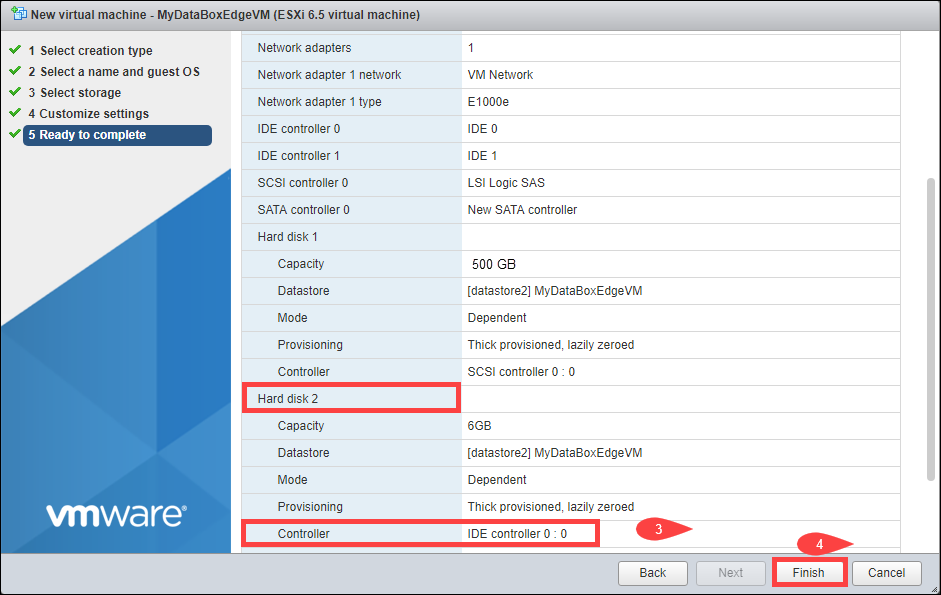 New virtual machine - MyDataBoxEdgeVM (ESXi 6.5 virtual machine)
1 Select creation type
2 Select a name and guest OS
3 Select storage
4 Customize settings
5 Ready to complete
vmware®
Network adapters 1
Network adapter 1 network VM Network
Network adapter 1 type E1000e
IDE controller 0 IDE 0
IDE controller 1 IDE 1
SCSI controller 0 LSI Logic SAS
SATA controller 0 New SATA controller
Hard disk 1
Capacity 500 GB
Datastore [datastore2] MyDataBoxEdgeVM
Mode Dependent
Provisioning Thick provisioned, lazily zeroed
Controller SCSI controller 0 : 0
Hard disk 2
Capacity 6GB
Datastore [datastore2] MyDataBoxEdgeVM
Mode Dependent
Provisioning Thick provisioned, lazily zeroed
Controller IDE controller 0 : 0 3
4
Back Next Finish Cancel